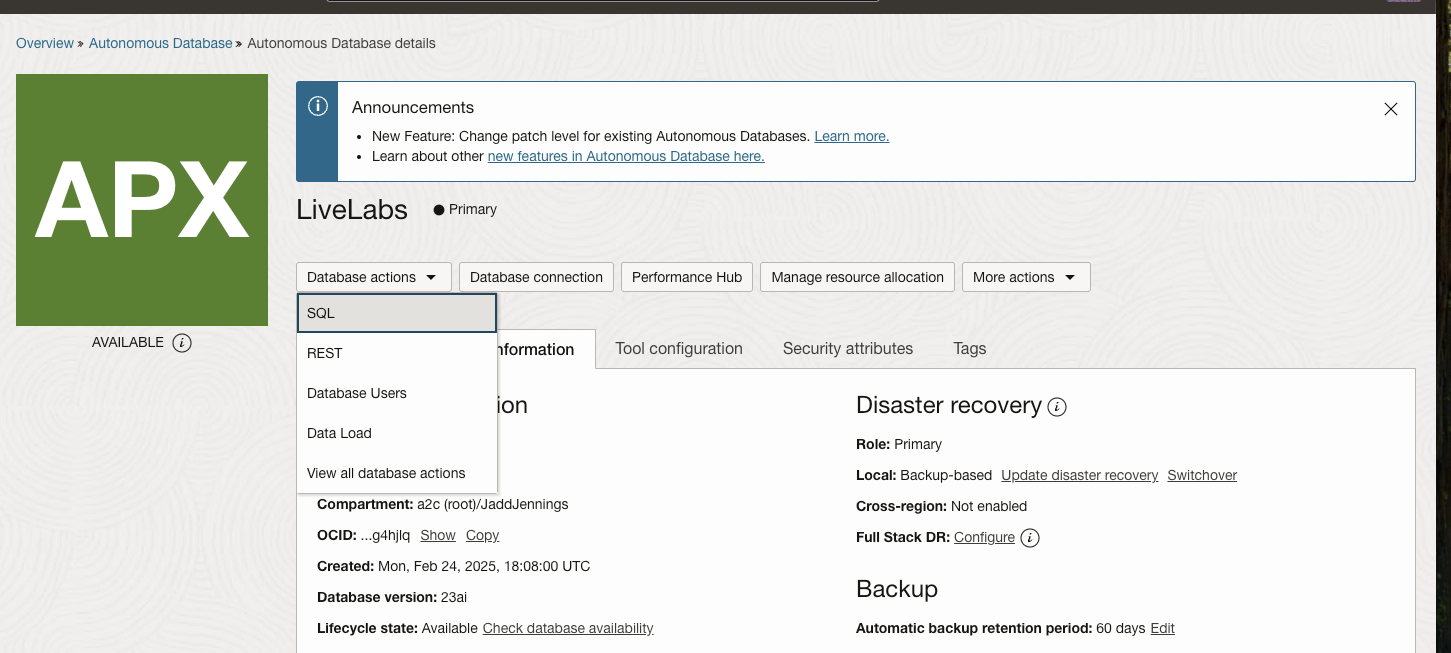 Overview » Autonomous Database » Autonomous Database details
APX
AVAILABLE
Announcements
• New Feature: Change patch level for existing Autonomous Databases. Learn more.
• Learn about other new features in Autonomous Database here.
LiveLabs
Primary
Database actions
Database connection
Performance Hub
Manage resource allocation
More actions
SQL
REST
Database Users
Data Load
View all database actions
Tool configuration
Security attributes
Tags
Compartment: a2c (root)/JaddJennings
OCID: ...g4hjlq Show Copy
Created: Mon, Feb 24, 2025, 18:08:00 UTC
Database version: 23ai
Lifecycle state: Available Check database availability
Disaster recovery
Role: Primary
Local: Backup-based Update disaster recovery Switchover
Cross-region: Not enabled
Full Stack DR: Configure
Backup
Automatic backup retention period: 60 days Edit